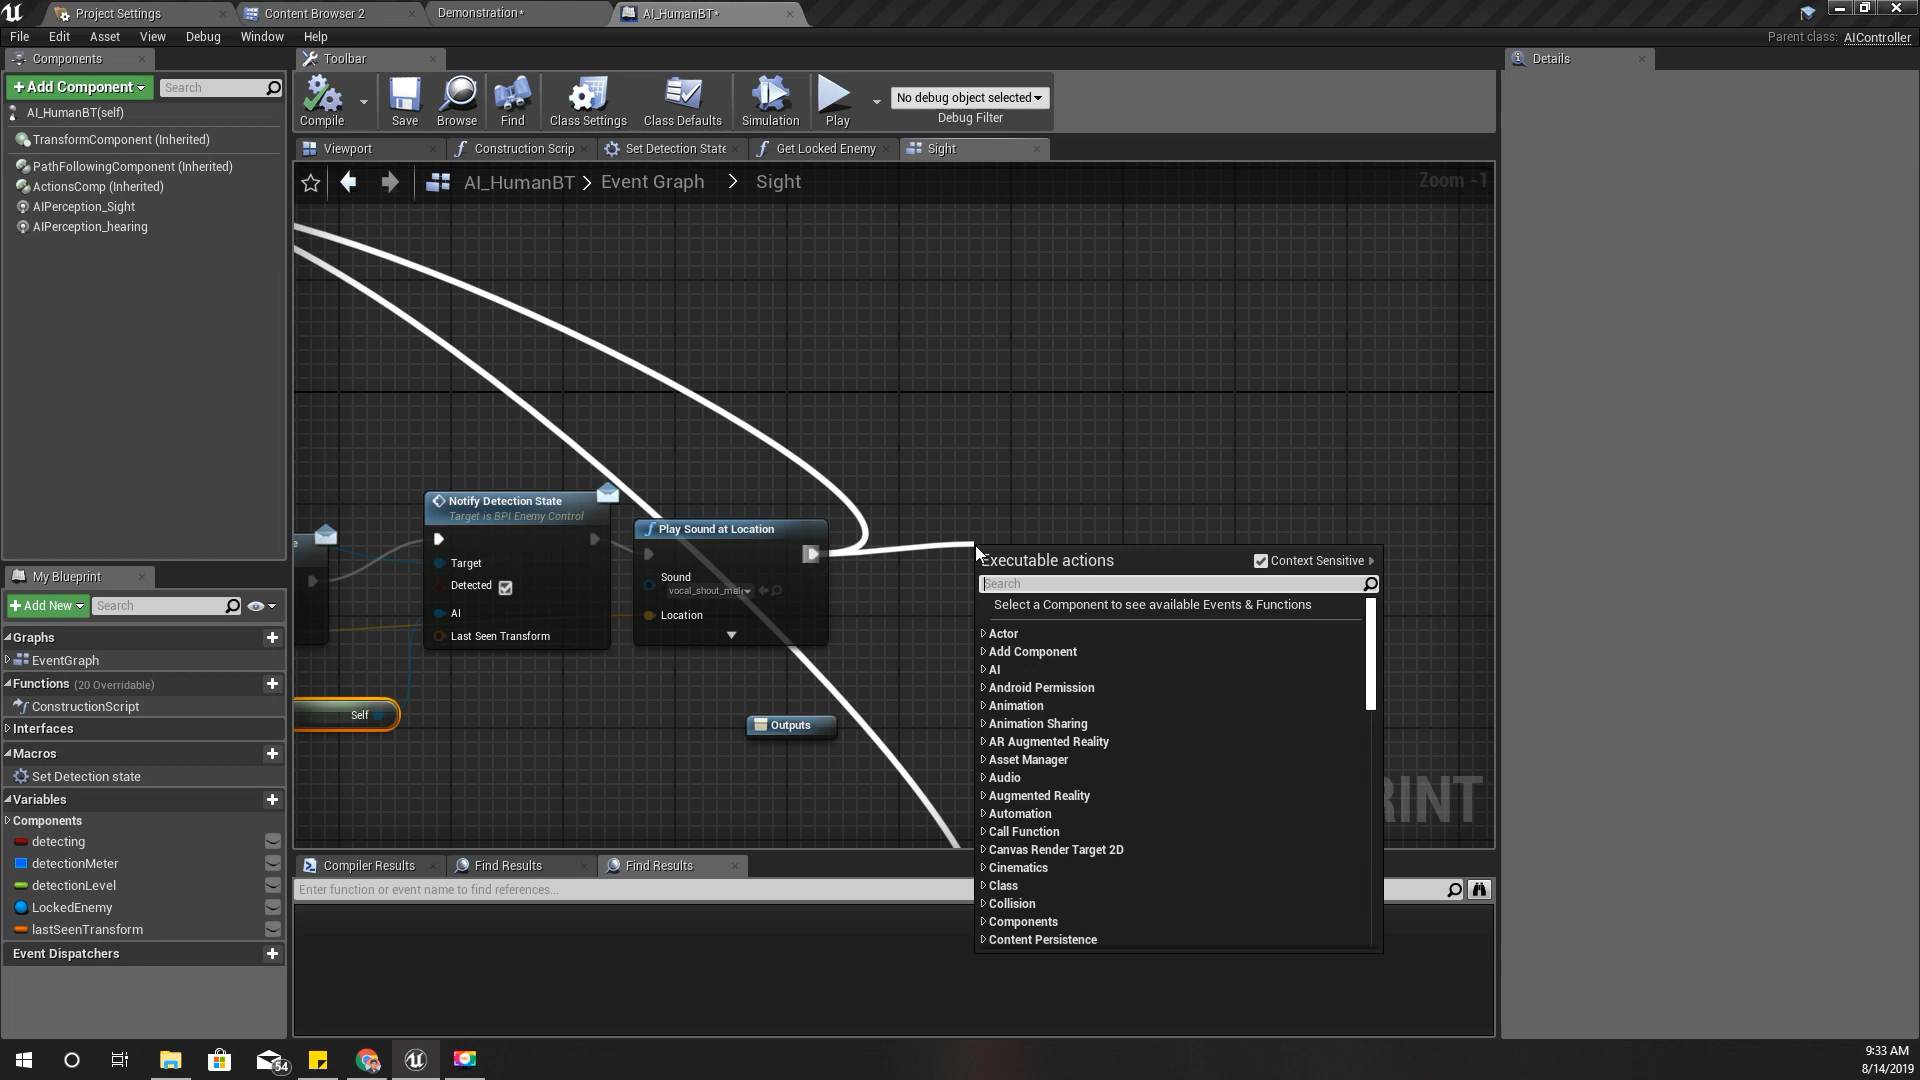 Project Settings
Content Browser 2
Demonstration*
AI_HumanBT*
File Edit Asset View Debug Window Help
Parent class: AIController
Components
Toolbar
Details
+Add Component
Search
AI_HumanBT(self)
TransformComponent (Inherited)
PathFollowingComponent (Inherited)
ActionsComp (Inherited)
AIPerception_Sight
AIPerception_hearing
Compile
Save
Browse
Find
Class Settings
Class Defaults
Simulation
Play
No debug object selected
Debug Filter
Viewport
Construction Scrip
Set Detection State
Get Locked Enemy
Sight
AI_HumanBT > Event Graph > Sight
Zoom -1
Notify Detection State
Target is BPI Enemy Control
Target
Detected
AI
Last Seen Transform
Play Sound at Location
Sound
Location
Self
Outputs
RINT
Executable actions
Context Sensitive
Search
Select a Component to see available Events & Functions
Actor
Add Component
AI
Android Permission
Animation
Animation Sharing
AR Augmented Reality
Asset Manager
Audio
Augmented Reality
Automation
Call Function
Canvas Render Target 2D
Cinematics
Class
Collision
Components
Content Persistence
My Blueprint
+Add New
Search
Graphs
EventGraph
Functions (20 Overridable)
ConstructionScript
Interfaces
Macros
Set Detection state
Variables
Components
detecting
detectionMeter
detectionLevel
LockedEnemy
lastSeenTransform
Event Dispatchers
Compiler Results
Find Results
Find Results
Enter function or event name to find references...
54
9:33 AM
8/14/2019